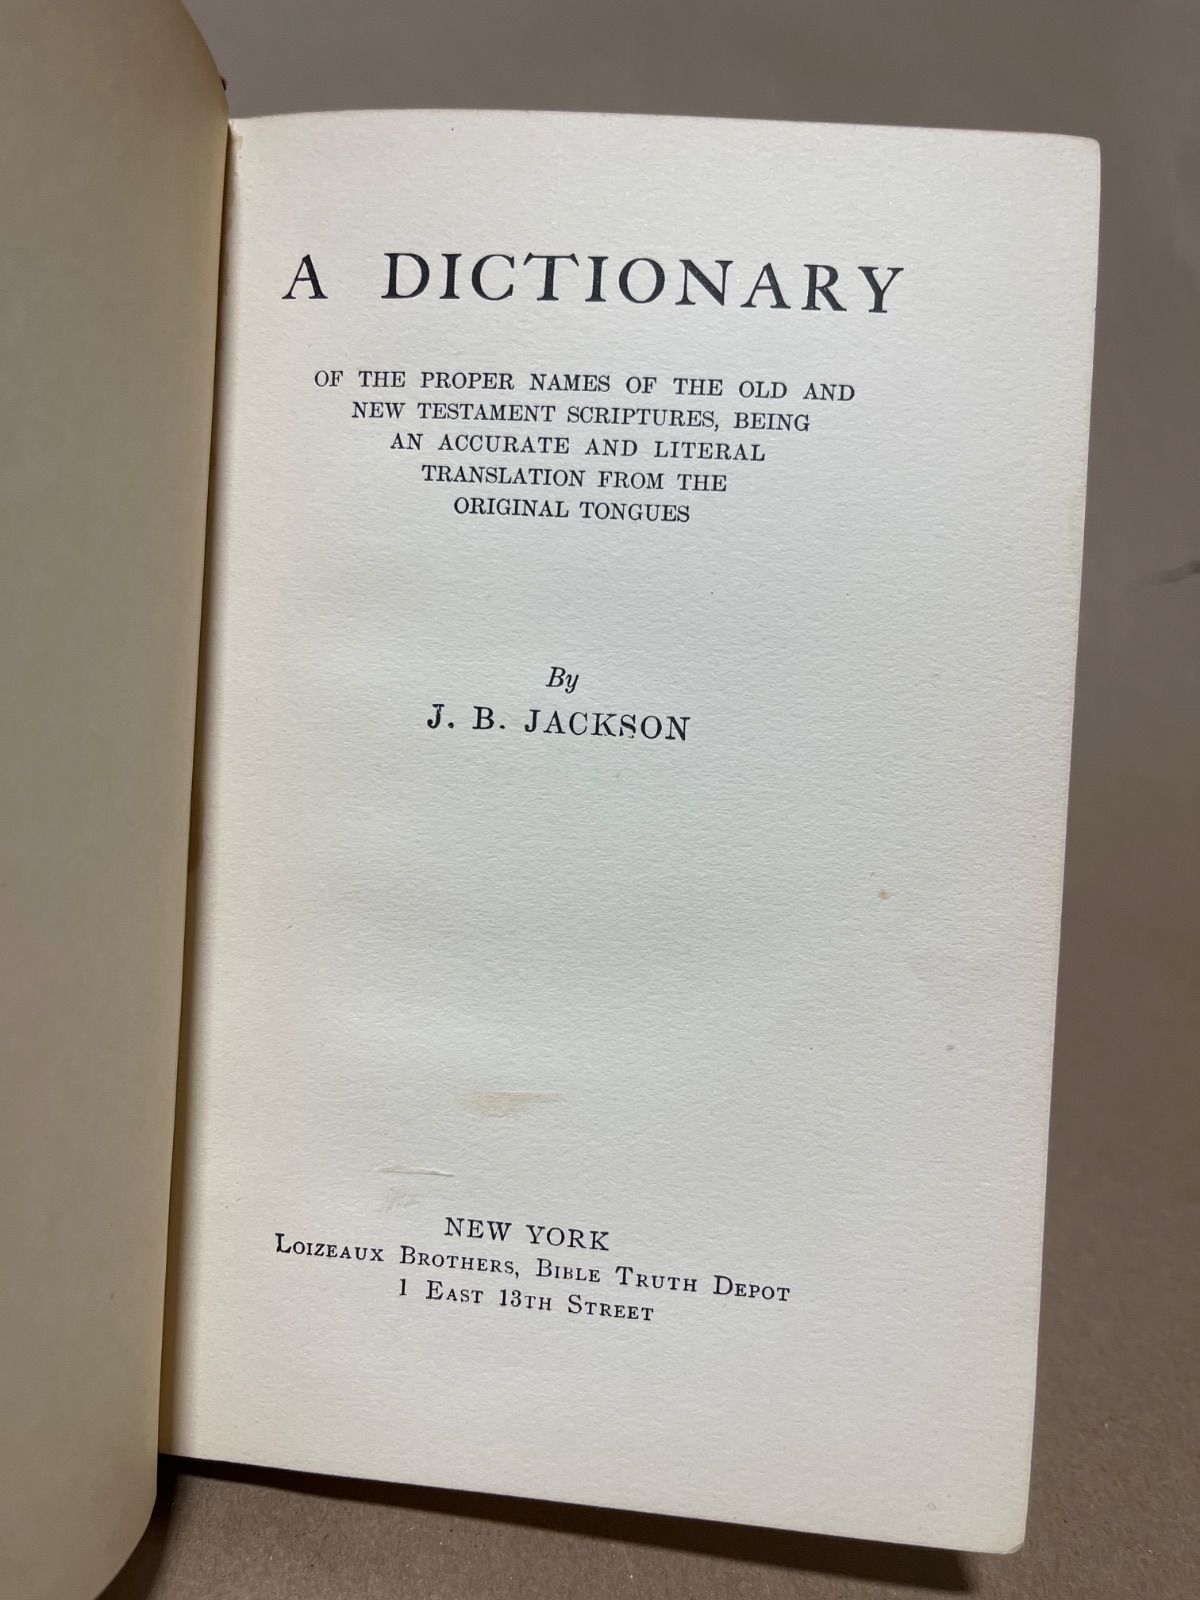 A DICTIONARY
OF THE PROPER NAMES OF THE OLD AND
NEW TESTAMENT SCRIPTURES, BEING
AN ACCURATE AND LITERAL
TRANSLATION FROM THE
ORIGINAL TONGUES
By
J. B. JACKSON
NEW YORK
Loizeaux Brothers, Bible Truth Depot
1 East 13th Street